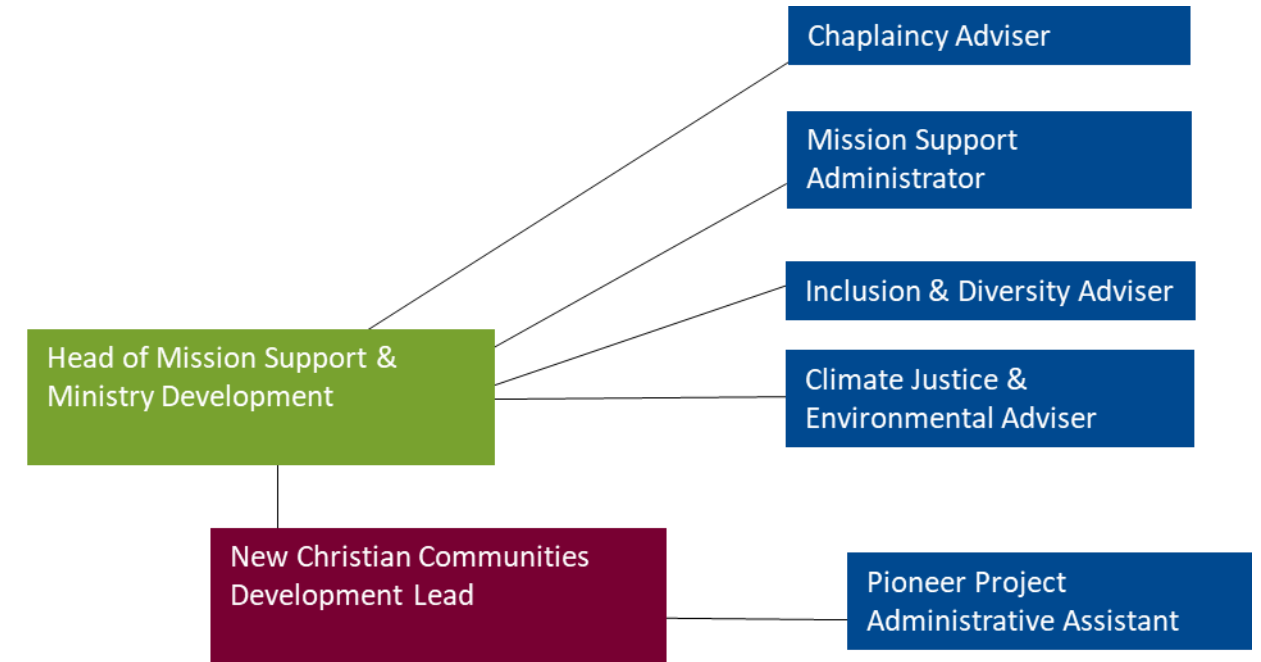 Chaplaincy Adviser
Mission Support
Administrator
Inclusion & Diversity Adviser
Head of Mission Support &
Ministry Development
Climate Justice &
Environmental Adviser
New Christian Communities
Development Lead
Pioneer Project
Administrative Assistant